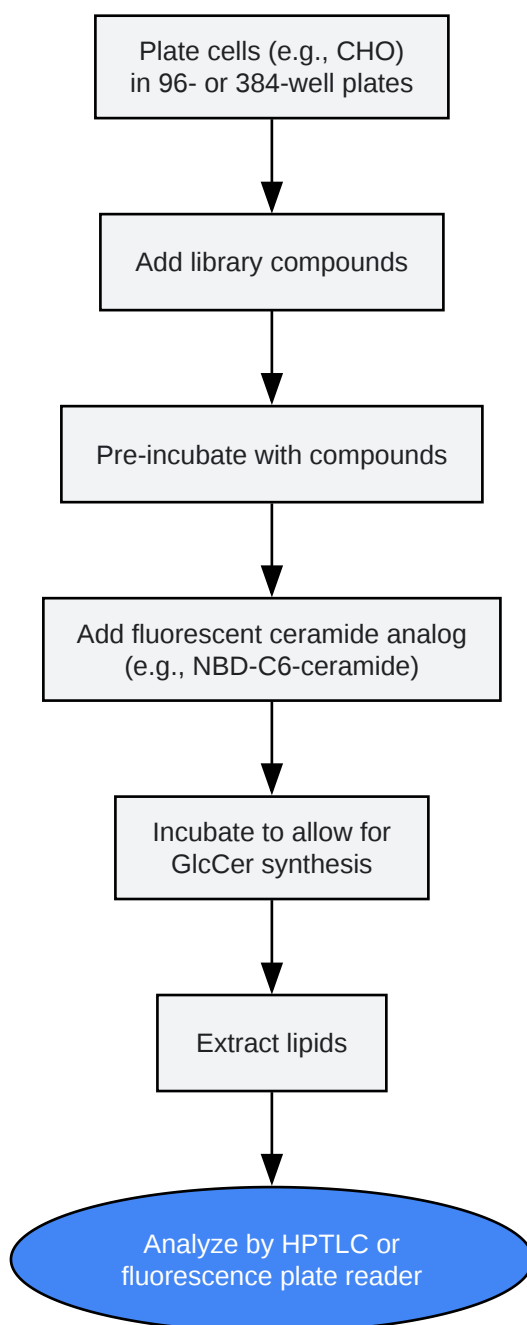 Plate cells (e.g., CHO)
in 96- or 384-well plates
Add library compounds
Pre-incubate with compounds
Add fluorescent ceramide analog
(e.g., NBD-C6-ceramide)
Incubate to allow for
GlcCer synthesis
Extract lipids
Analyze by HPTLC or
fluorescence plate reader